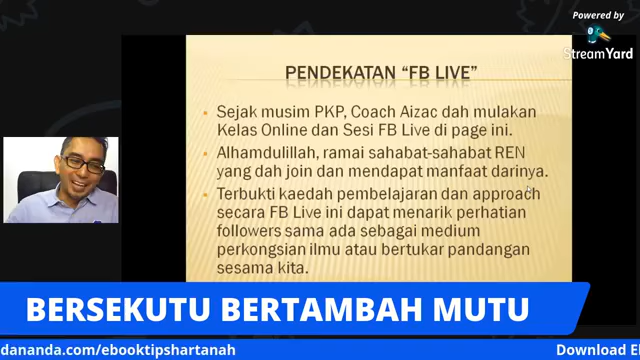 Powered by
StreamYard
PENDEKATAN “FB LIVE”
Sejak musim PKP, Coach Aizac dah mulakan
Kelas Online dan Sesi FB Live di page ini.
Alhamdulillah, ramai sahabat-sahabat REN
yang dah join dan mendapat manfaat darinya.
Terbukti kaedah pembelajaran dan approach
secara FB Live ini dapat menarik perhatian
followers sama ada sebagai medium
perkongsian ilmu atau bertukar pandangan
sesama kita.
BERSEKUTU BERTAMBAH MUTU
dananda.com/ebooktipshartanah
Download E